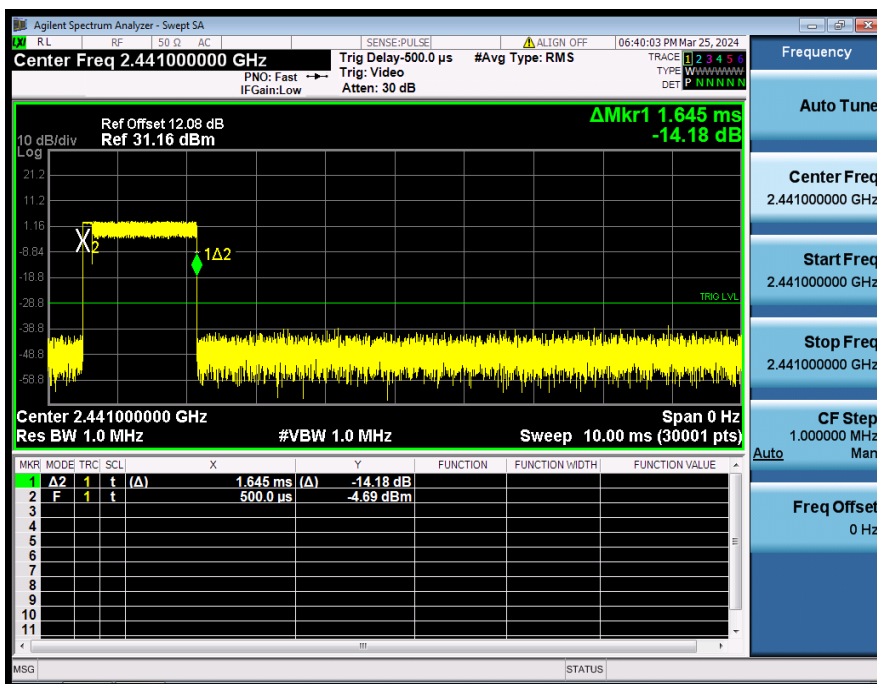 Agilent Spectrum Analyzer - Swept SA
LXI RL RF 50 Ω AC SENSE:PULSE ALIGN OFF 06:40:03 PM Mar 25, 2024
Center Freq 2.441000000 GHz
PNO: Fast
IFGain:Low
Trig Delay-500.0 µs
Trig: Video
Atten: 30 dB
#Avg Type: RMS
TRACE 1 2 3 4 5 6
TYPE WWWWWW
DET P N N N N N
ΔMkr1 1.645 ms
-14.18 dB
Ref Offset 12.08 dB
10 dB/div Ref 31.16 dBm
Log
21.2
11.2
1.16
-8.84
-18.8
-28.8
-38.8
-48.8
-58.8
2
1Δ2
TRIG LVL
Center 2.441000000 GHz Span 0 Hz
Res BW 1.0 MHz #VBW 1.0 MHz Sweep 10.00 ms (30001 pts)
MKR MODE TRC SCL X Y FUNCTION FUNCTION WIDTH FUNCTION VALUE
1 Δ2 1 t (Δ) 1.645 ms (Δ) -14.18 dB
2 F 1 t 500.0 µs -4.69 dBm
3
4
5
6
7
8
9
10
11
MSG STATUS
Frequency
Auto Tune
Center Freq
2.441000000 GHz
Start Freq
2.441000000 GHz
Stop Freq
2.441000000 GHz
CF Step
1.000000 MHz
Auto Man
Freq Offset
0 Hz